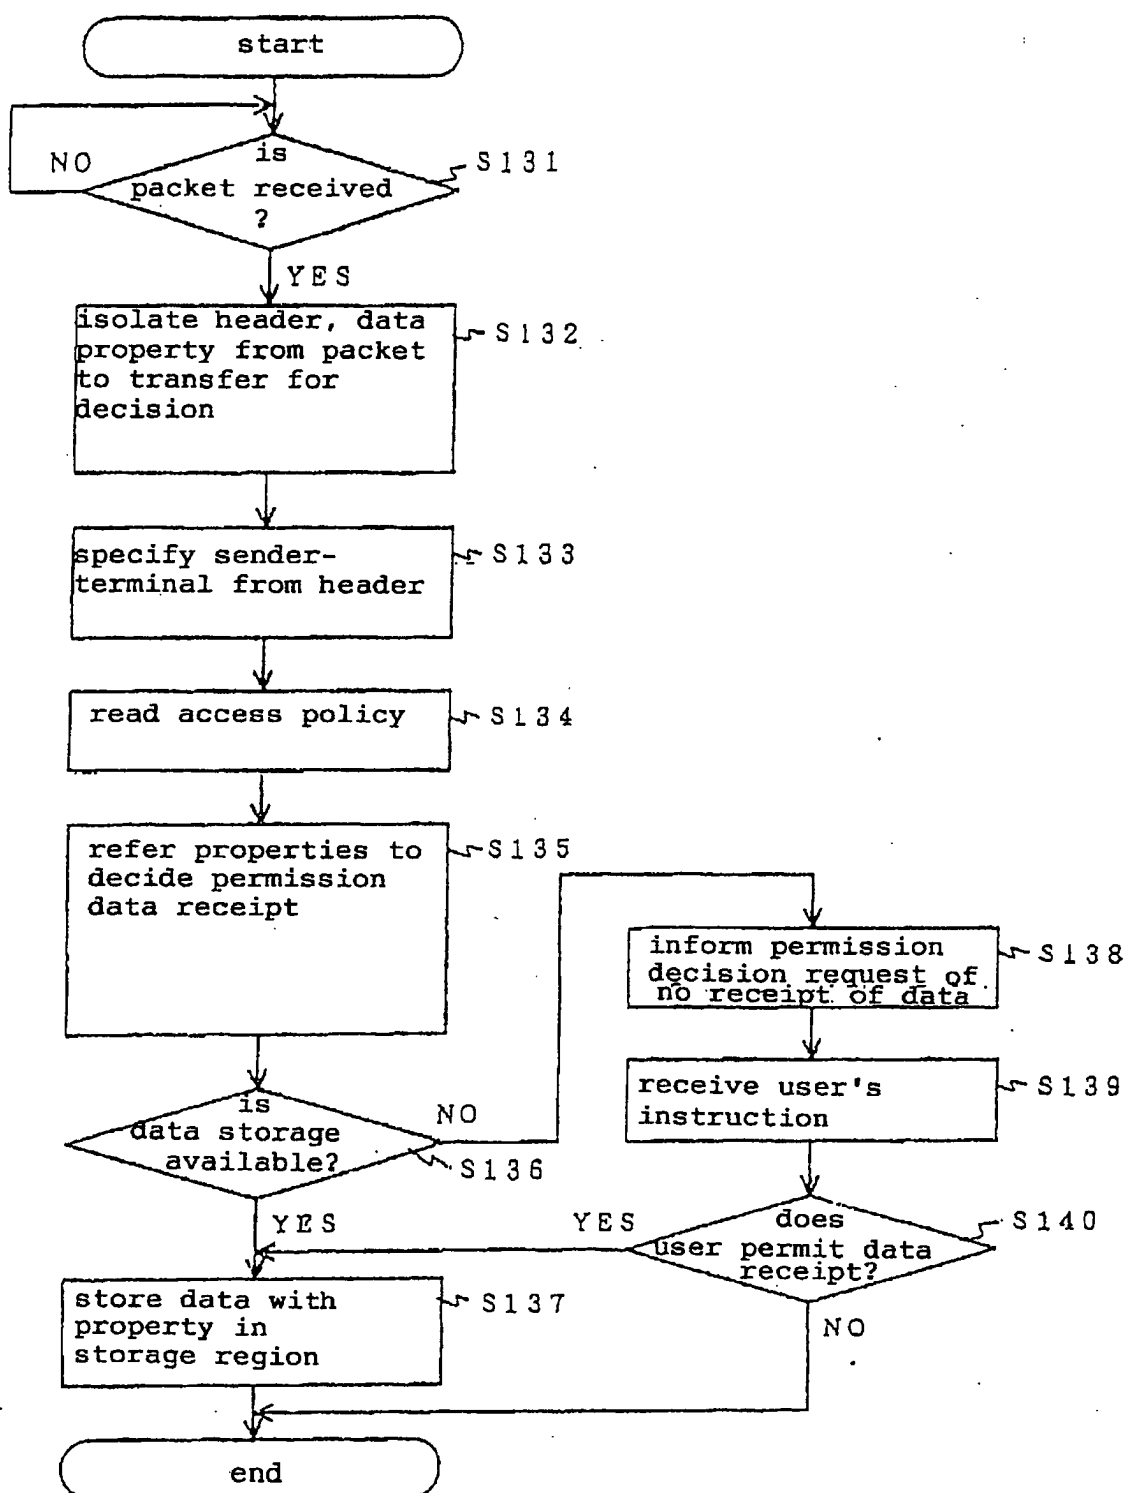 start
is
packet received
?
NO
S131
YES
isolate header, data
property from packet
to transfer for
decision
S132
specify sender-
terminal from header
S133
read access policy
S134
refer properties to
decide permission
data receipt
S135
is
data storage
available?
NO
S136
YES
inform permission
decision request of
no receipt of data
S138
receive user's
instruction
S139
does
user permit data
receipt?
S140
YES
NO
store data with
property in
storage region
S137
end